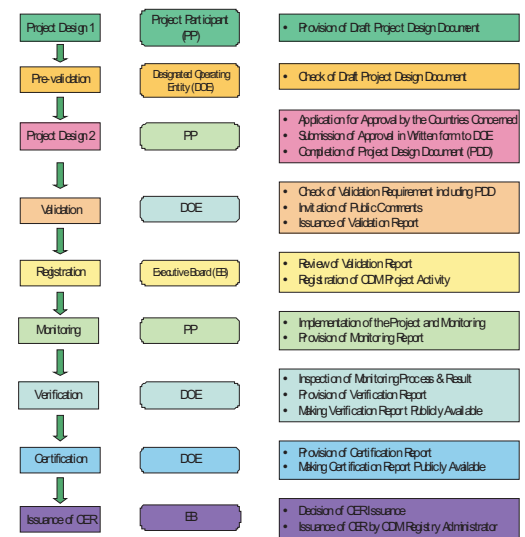 Project Design 1
Project Participant
(PP)
• Provision of Draft Project Design Document
Pre-validation
Designated Operating
Entity (DOE)
• Check of Draft Project Design Document
Project Design 2
PP
• Application for Approval by the Countries Concerned
• Submission of Approval in Written form to DOE
• Completion of Project Design Document (PDD)
Validation
DOE
• Check of Validation Requirement including PDD
• Invitation of Public Comments
• Issuance of Validation Report
Registration
Executive Board (EB)
• Review of Validation Report
• Registration of CDM Project Activity
Monitoring
PP
• Implementation of the Project and Monitoring
• Provision of Monitoring Report
Verification
DOE
• Inspection of Monitoring Process & Result
• Provision of Verification Report
• Making Verification Report Publicly Available
Certification
DOE
• Provision of Certification Report
• Making Certification Report Publicly Available
Issuance of CER
EB
• Decision of CER Issuance
• Issuance of CER by CDM Registry Administrator